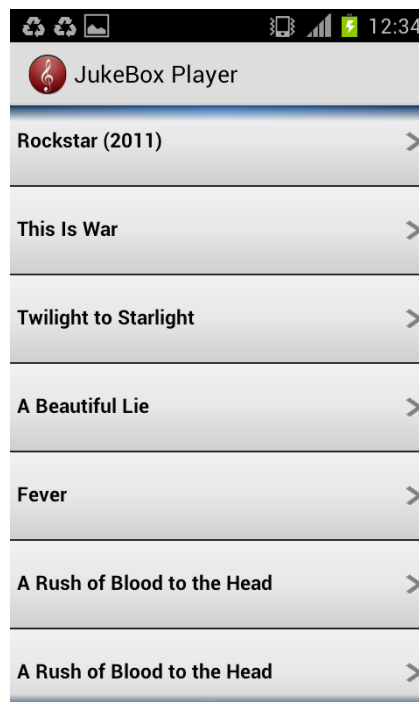 12:34
JukeBox Player
Rockstar (2011)
This Is War
Twilight to Starlight
A Beautiful Lie
Fever
A Rush of Blood to the Head
A Rush of Blood to the Head